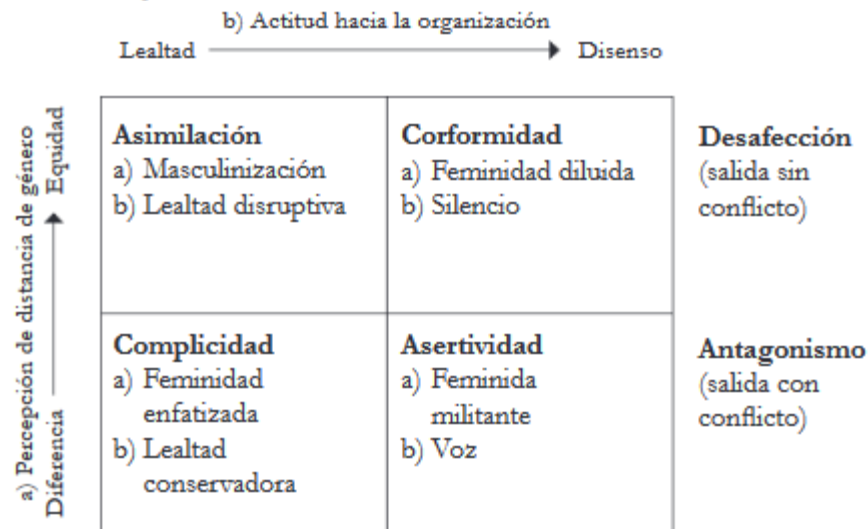 b) Actitud hacia la organización
Lealtad
Disenso
a) Percepción de distancia de género
Diferencia
Equidad
Asimilación
a) Masculinización
b) Lealtad disruptiva
Corformidad
a) Feminidad diluida
b) Silencio
Desafección
(salida sin
conflicto)
Complicidad
a) Feminidad
enfatizada
b) Lealtad
conservadora
Asertividad
a) Feminida
militante
b) Voz
Antagonismo
(salida con
conflicto)